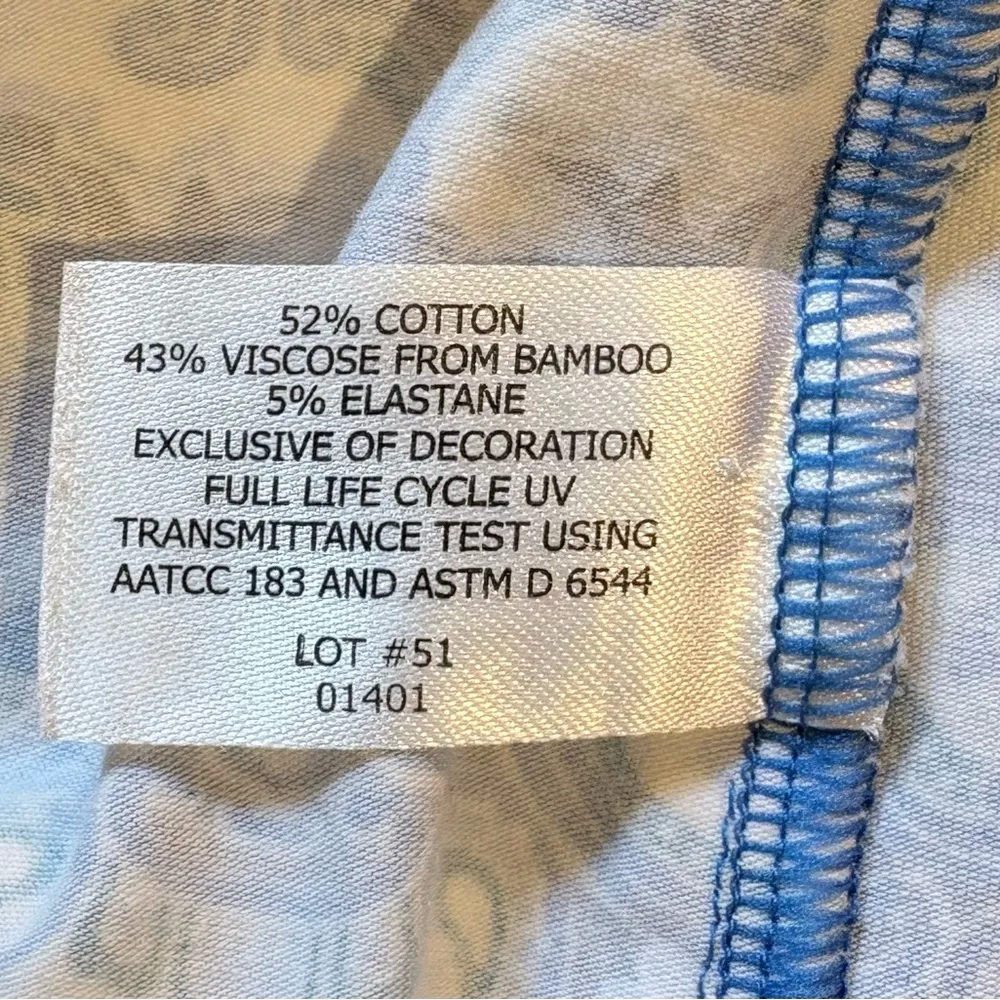 52% COTTON
43% VISCOSE FROM BAMBOO
5% ELASTANE
EXCLUSIVE OF DECORATION
FULL LIFE CYCLE UV
TRANSMITTANCE TEST USING
AATCC 183 AND ASTM D 6544
LOT #51
01401